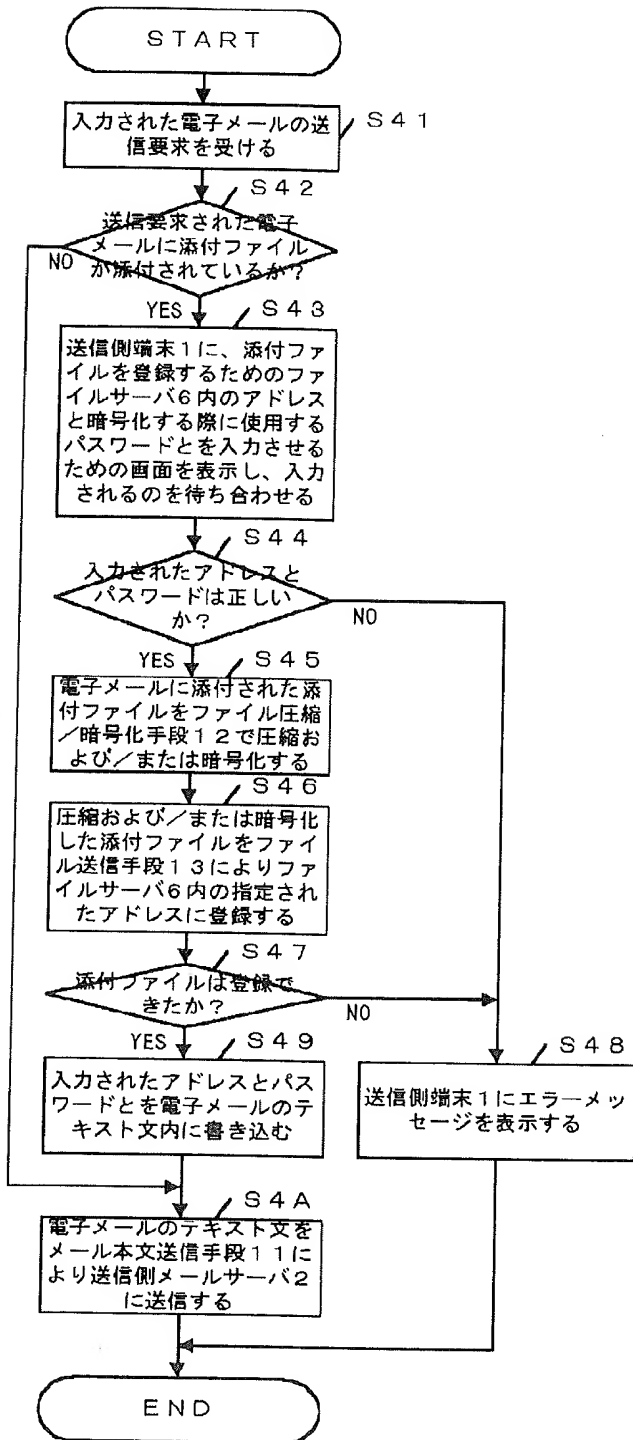 START
S41
入力された電子メールの送
信要求を受ける
S42
送信要求された電子
メールに添付ファイル
が添付されているか?
NO
YES
S43
送信側端末1に、添付ファ
イルを登録するためのファ
イルサーバ6内のアドレス
と暗号化する際に使用する
パスワードとを入力させる
ための画面を表示し、入力
されるのを待ち合わせる
S44
入力されたアドレスと
パスワードは正しい
か?
NO
YES
S45
電子メールに添付された添
付ファイルをファイル圧縮
/暗号化手段12で圧縮お
よび/または暗号化する
S46
圧縮および/または暗号化
した添付ファイルをファイ
ル送信手段13によりファ
イルサーバ6内の指定され
たアドレスに登録する
S47
添付ファイルは登録で
きたか?
NO
YES
S49
入力されたアドレスとパス
ワードとを電子メールのテ
キスト文内に書き込む
S48
送信側端末1にエラーメッ
セージを表示する
S4A
電子メールのテキスト文を
メール本文送信手段11に
より送信側メールサーバ2
に送信する
END